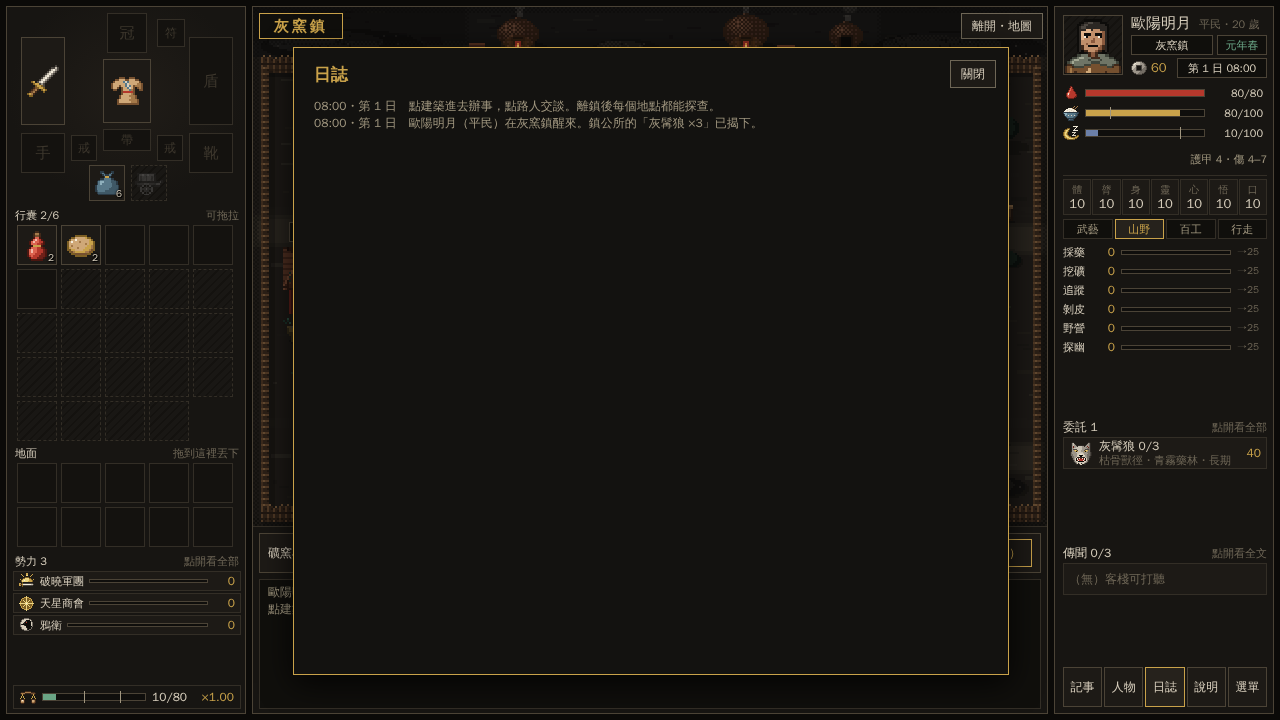 冠
符
盾
手
戒
帶
戒
靴
6
行囊 2/6
可拖拉
2
2
地面
拖到這裡丟下
勢力 3
點開看全部
破曉軍團
0
天星商會
0
鴉衛
0
10/80
×1.00
灰窯鎮
離開・地圖
日誌
關閉
08:00・第 1 日 點建築進去辦事，點路人交談。離鎮後每個地點都能探查。
08:00・第 1 日 歐陽明月（平民）在灰窯鎮醒來。鎮公所的「灰髯狼 ×3」已揭下。
礦窯
）
歐陽
點建
歐陽明月 平民・20 歲
灰窯鎮
元年春
60
第 1 日 08:00
80/80
80/100
10/100
護甲 4・傷 4–7
體 臂 身 靈 心 悟 口
10 10 10 10 10 10 10
武藝 山野 百工 行走
採藥 0 →25
挖礦 0 →25
追蹤 0 →25
剝皮 0 →25
野營 0 →25
探幽 0 →25
委託 1
點開看全部
灰髯狼 0/3
枯骨獸徑・青霧藥林・長期
40
傳聞 0/3
點開看全文
（無）客棧可打聽
記事 人物 日誌 說明 選單